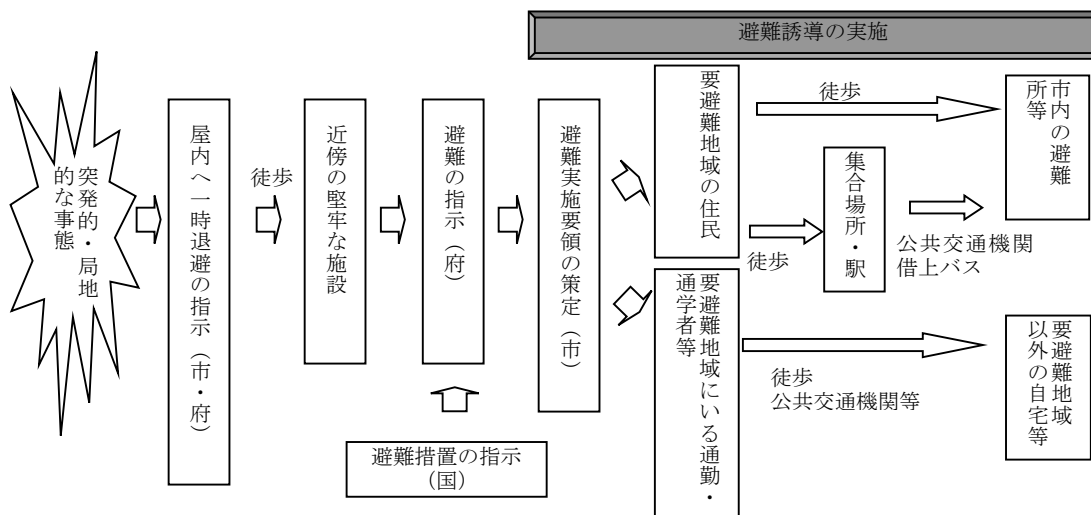 避難誘導の実施
突発的・局地
的な事態
屋内へ一時退避の指示（市・府）
徒歩
近傍の堅牢な施設
避難の指示（府）
避難措置の指示
（国）
避難実施要領の策定（市）
要避難地域の住民
徒歩
市内の避難
所等
徒歩
集合場所・駅
公共交通機関
借上バス
要避難地域にいる通勤・
通学者等
徒歩
公共交通機関等
要避難地域
以外の自宅等